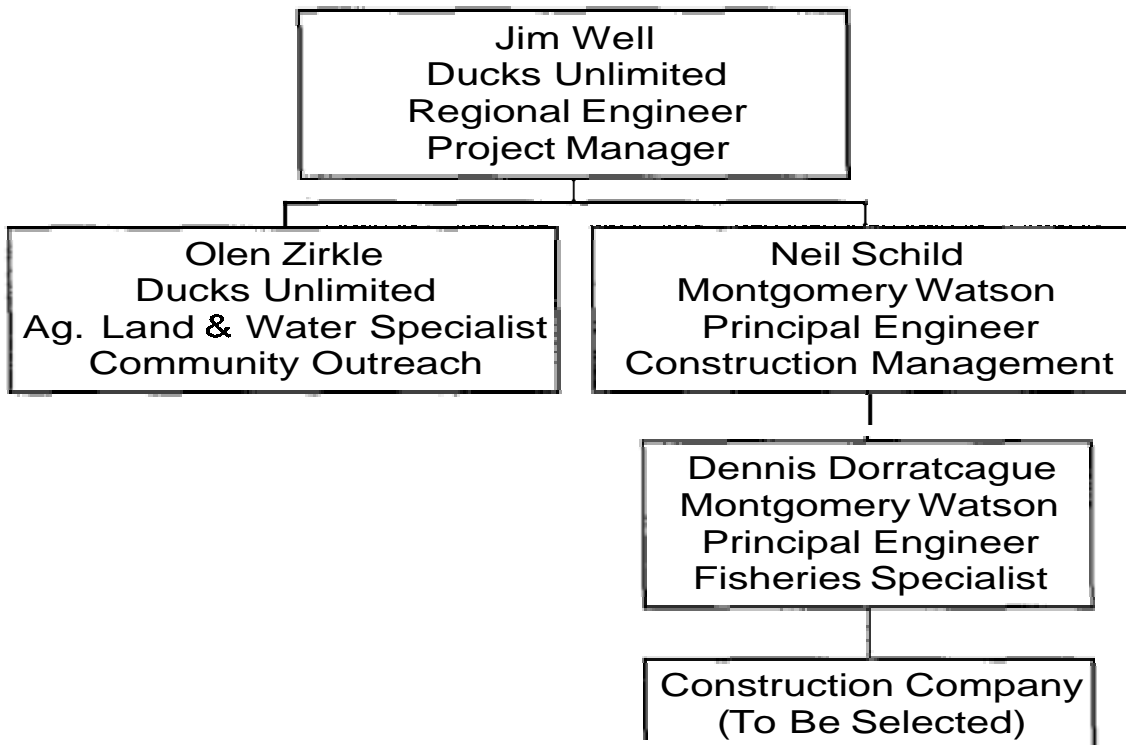 Jim Well
Ducks Unlimited
Regional Engineer
Project Manager
Olen Zirkle
Ducks Unlimited
Ag. Land & Water Specialist
Community Outreach
Neil Schild
Montgomery Watson
Principal Engineer
Construction Management
Dennis Dorratcague
Montgomery Watson
Principal Engineer
Fisheries Specialist
Construction Company
(To Be Selected)